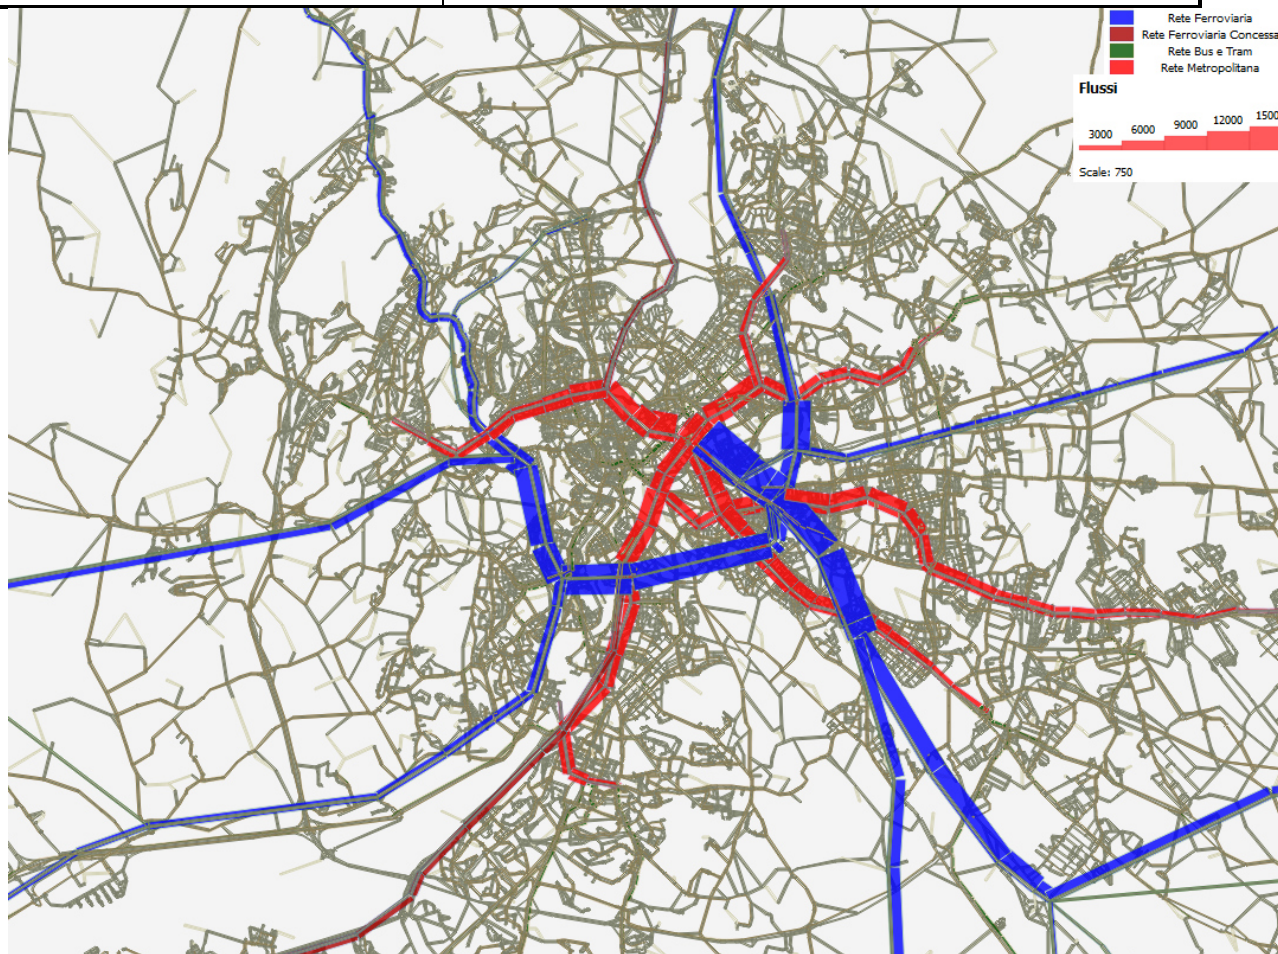 Rete Ferroviaria
Rete Ferroviaria Concessa
Rete Bus e Tram
Rete Metropolitana
Flussi
3000 6000 9000 12000 1500
Scale: 750